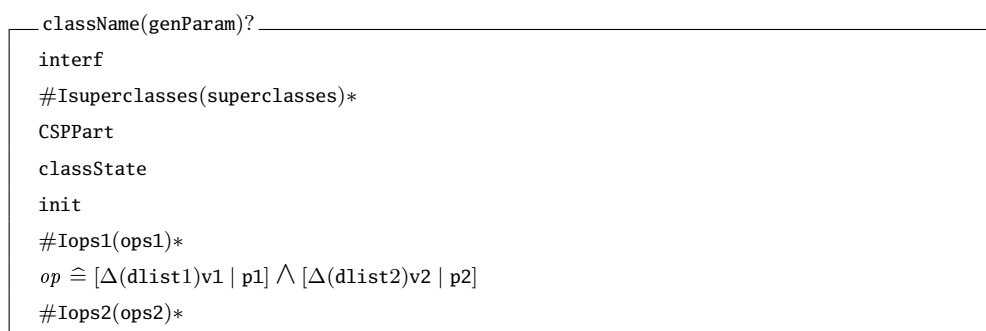 className(genParam)?
interf
#Isuperclasses(superclasses)*
CSPPart
classState
init
#Iops1(ops1)*
op ≙ [Δ(dlist1)v1 | p1] ⋀ [Δ(dlist2)v2 | p2]
#Iops2(ops2)*